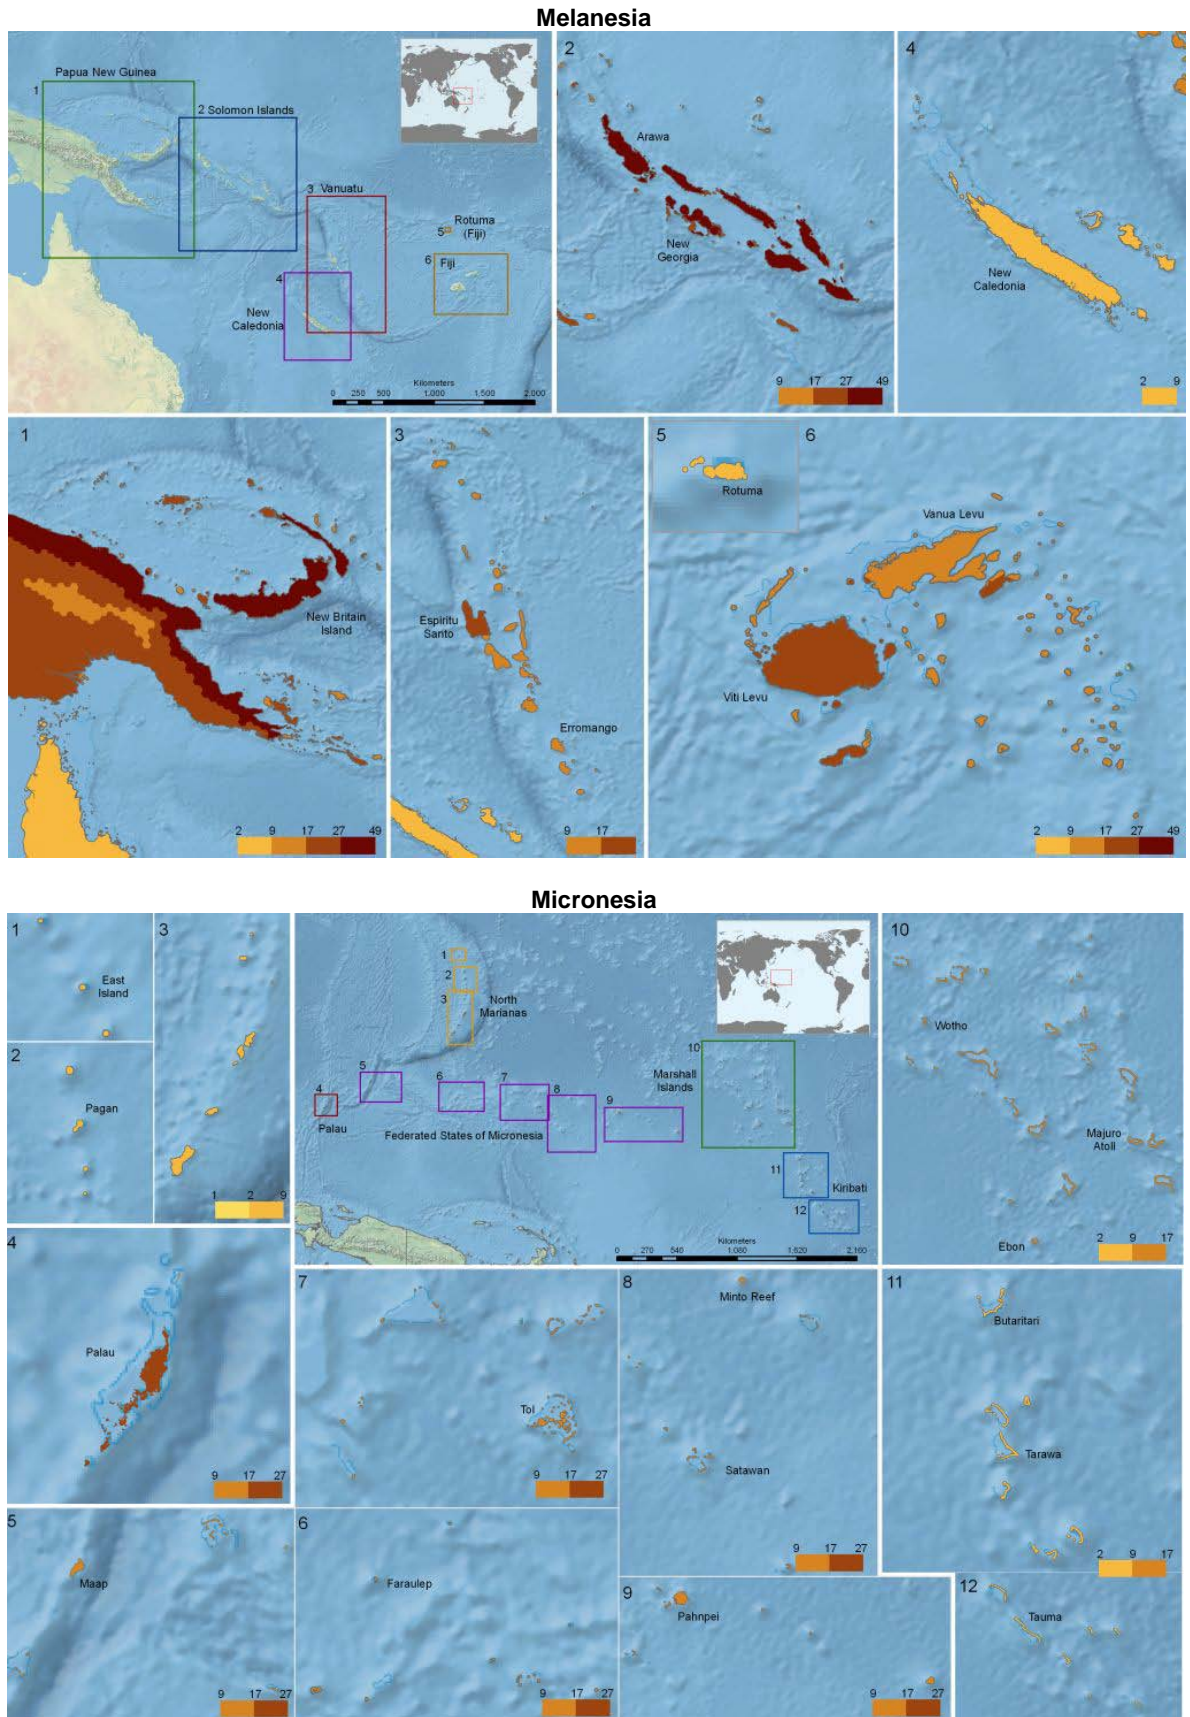 Melanesia
Papua New Guinea
1
2 Solomon Islands
3 Vanuatu
Rotuma
(Fiji)
5
6 Fiji
4
New
Caledonia
Kilometers
0 250 500 1,000 1,500 2,000
2
Arawa
New
Georgia
9 17 27 49
4
New
Caledonia
2 9
1
New Britain
Island
2 9 17 27 49
3
Espiritu
Santo
Erromango
9 17
5
Rotuma
6
Vanua Levu
Viti Levu
2 9 17 27 49
Micronesia
1
East
Island
2
Pagan
3
1 2 9
1
2
3
North
Marianas
4
Palau
5
6
7
8
9
Federated States of Micronesia
10
Marshall
Islands
11
Kiribati
12
Kilometers
0 270 540 1,080 1,620 2,160
10
Wotho
Majuro
Atoll
Ebon
2 9 17
4
Palau
9 17 27
7
Tol
9 17 27
8
Minto Reef
Satawan
9 17 27
11
Butaritari
Tarawa
2 9 17
5
Maap
9 17 27
6
Faraulep
9 17 27
9
Pahnpei
9 17 27
12
Tauma